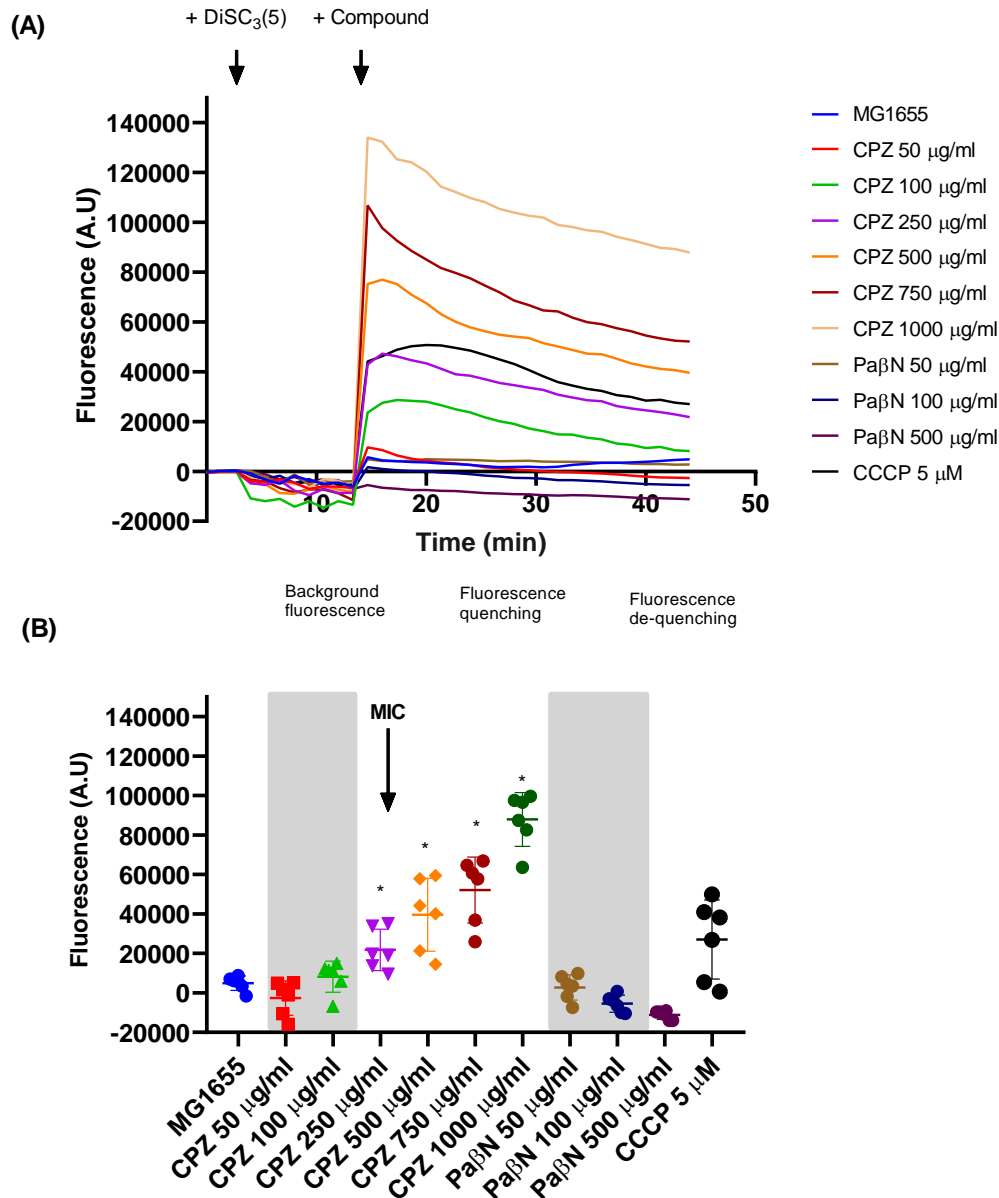 (A)
+ DiSC3(5)
+ Compound
Fluorescence (A.U)
140000
120000
100000
80000
60000
40000
20000
0
-20000
10
20
30
40
50
Time (min)
MG1655
CPZ 50 μg/ml
CPZ 100 μg/ml
CPZ 250 μg/ml
CPZ 500 μg/ml
CPZ 750 μg/ml
CPZ 1000 μg/ml
PaβN 50 μg/ml
PaβN 100 μg/ml
PaβN 500 μg/ml
CCCP 5 μM
Background
fluorescence
Fluorescence
quenching
Fluorescence
de-quenching
(B)
Fluorescence (A.U)
140000
120000
100000
80000
60000
40000
20000
0
-20000
MIC
*
*
*
*
MG1655
CPZ 50 μg/ml
CPZ 100 μg/ml
CPZ 250 μg/ml
CPZ 500 μg/ml
CPZ 750 μg/ml
CPZ 1000 μg/ml
PaβN 50 μg/ml
PaβN 100 μg/ml
PaβN 500 μg/ml
CCCP 5 μM